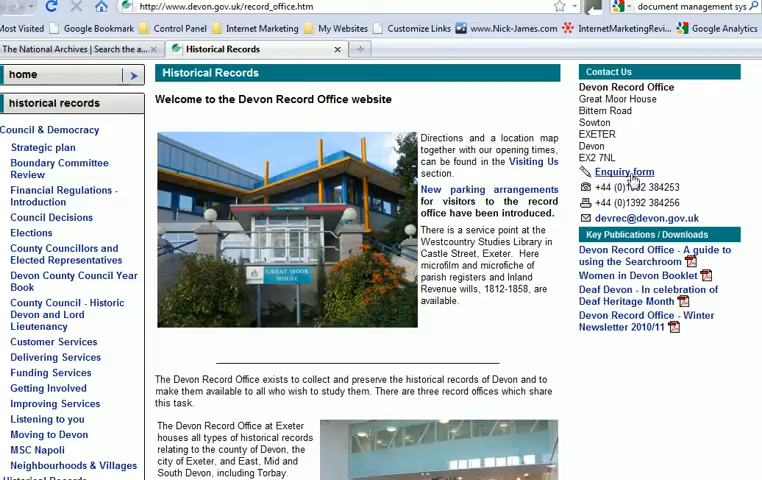 http://www.devon.gov.uk/record_office.htm
document management sys
Most Visited Google Bookmark Control Panel Internet Marketing My Websites Customize Links www.Nick-James.com InternetMarketingRevi... Google Analytics
The National Archives | Search the a...
Historical Records
home
historical records
Council & Democracy
Strategic plan
Boundary Committee
Review
Financial Regulations -
Introduction
Council Decisions
Elections
County Councillors and
Elected Representatives
Devon County Council Year
Book
County Council - Historic
Devon and Lord
Lieutenancy
Customer Services
Delivering Services
Funding Services
Getting Involved
Improving Services
Listening to you
Moving to Devon
MSC Napoli
Neighbourhoods & Villages
Historical Records
Historical Records
Welcome to the Devon Record Office website
GREAT MOOR
HOUSE
Directions and a location map
together with our opening times,
can be found in the Visiting Us
section.
New parking arrangements
for visitors to the record
office have been introduced.
There is a service point at the
Westcountry Studies Library in
Castle Street, Exeter. Here
microfilm and microfiche of
parish registers and Inland
Revenue wills, 1812-1858, are
available.
The Devon Record Office exists to collect and preserve the historical records of Devon and to
make them available to all who wish to study them. There are three record offices which share
this task.
The Devon Record Office at Exeter
houses all types of historical records
relating to the county of Devon, the
city of Exeter, and East, Mid and
South Devon, including Torbay.
Contact Us
Devon Record Office
Great Moor House
Bittern Road
Sowton
EXETER
Devon
EX2 7NL
Enquiry form
+44 (0)1392 384253
+44 (0)1392 384256
devrec@devon.gov.uk
Key Publications / Downloads
Devon Record Office - A guide to
using the Searchroom
Women in Devon Booklet
Deaf Devon - In celebration of
Deaf Heritage Month
Devon Record Office - Winter
Newsletter 2010/11